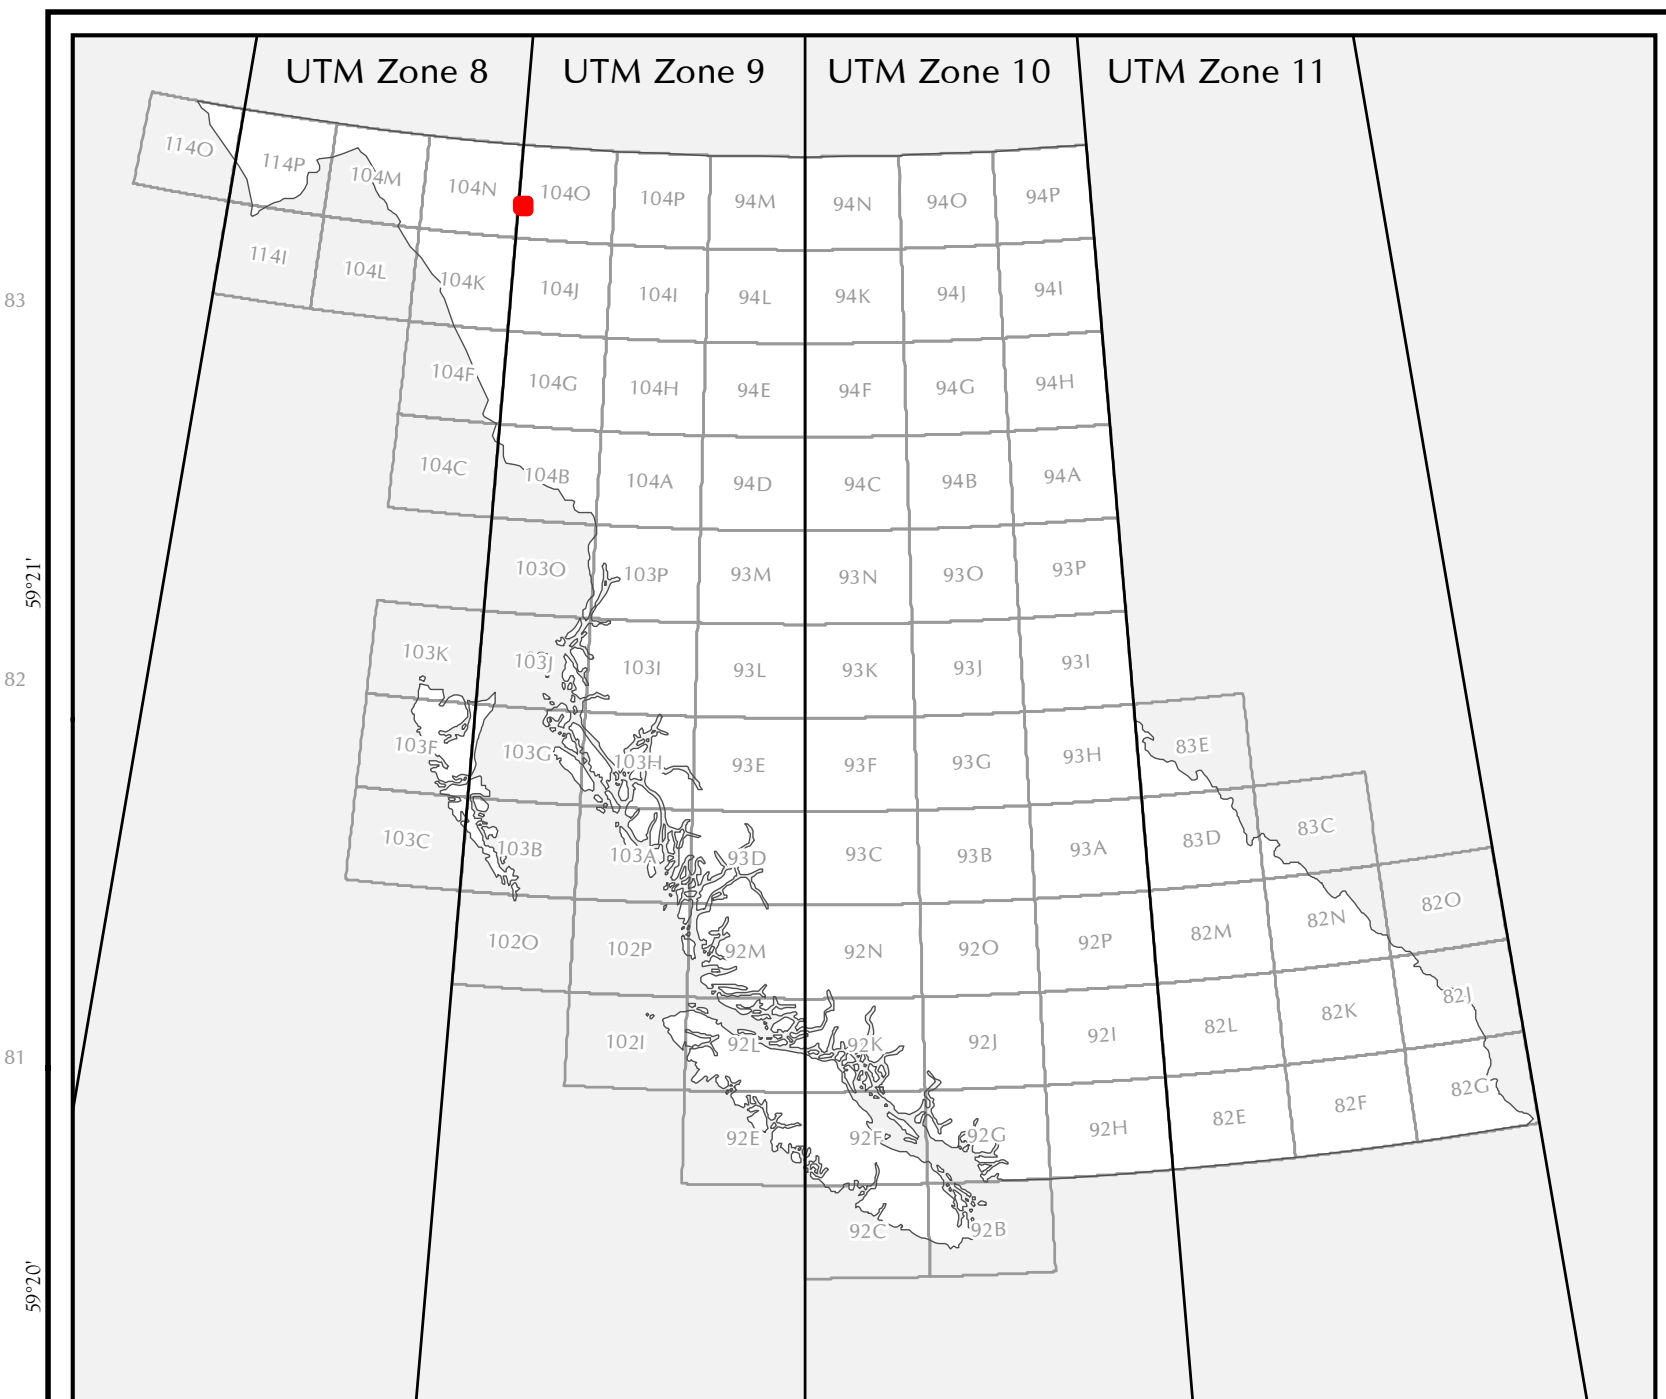 UTM Zone 8 UTM Zone 9 UTM Zone 10 UTM Zone 11
114O 114P 104M 104N 104O 104P 94M 94N 94O 94P
114I 104L 104K 104J 104I 94L 94K 94J 94I
83
104F 104G 104H 94E 94F 94G 94H
104C 104B 104A 94D 94C 94B 94A
59°21'
103O 103P 93M 93N 93O 93P
103K 103J 103I 93L 93K 93J 93I
82
103F 103G 103H 93E 93F 93G 93H 83E
103C 103B 103A 93D 93C 93B 93A 83D 83C
102O 102P 92M 92N 92O 92P 82M 82N 82O
102I 92L 92K 92J 92I 82L 82K 82J
81
92E 92F 92G 92H 82E 82F 82G
92C 92B
59°20'